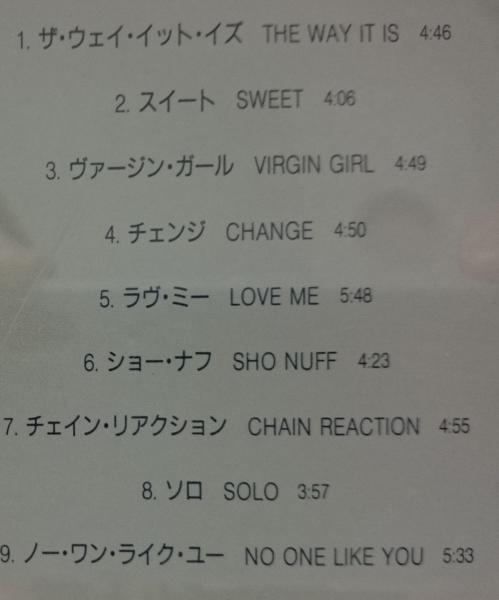 1. ザ・ウェイ・イット・イズ THE WAY IT IS 4:46
2. スイート SWEET 4:06
3. ヴァージン・ガール VIRGIN GIRL 4:49
4. チェンジ CHANGE 4:50
5. ラヴ・ミー LOVE ME 5:48
6. ショー・ナフ SHO NUFF 4:23
7. チェイン・リアクション CHAIN REACTION 4:55
8. ソロ SOLO 3:57
9. ノー・ワン・ライク・ユー NO ONE LIKE YOU 5:33